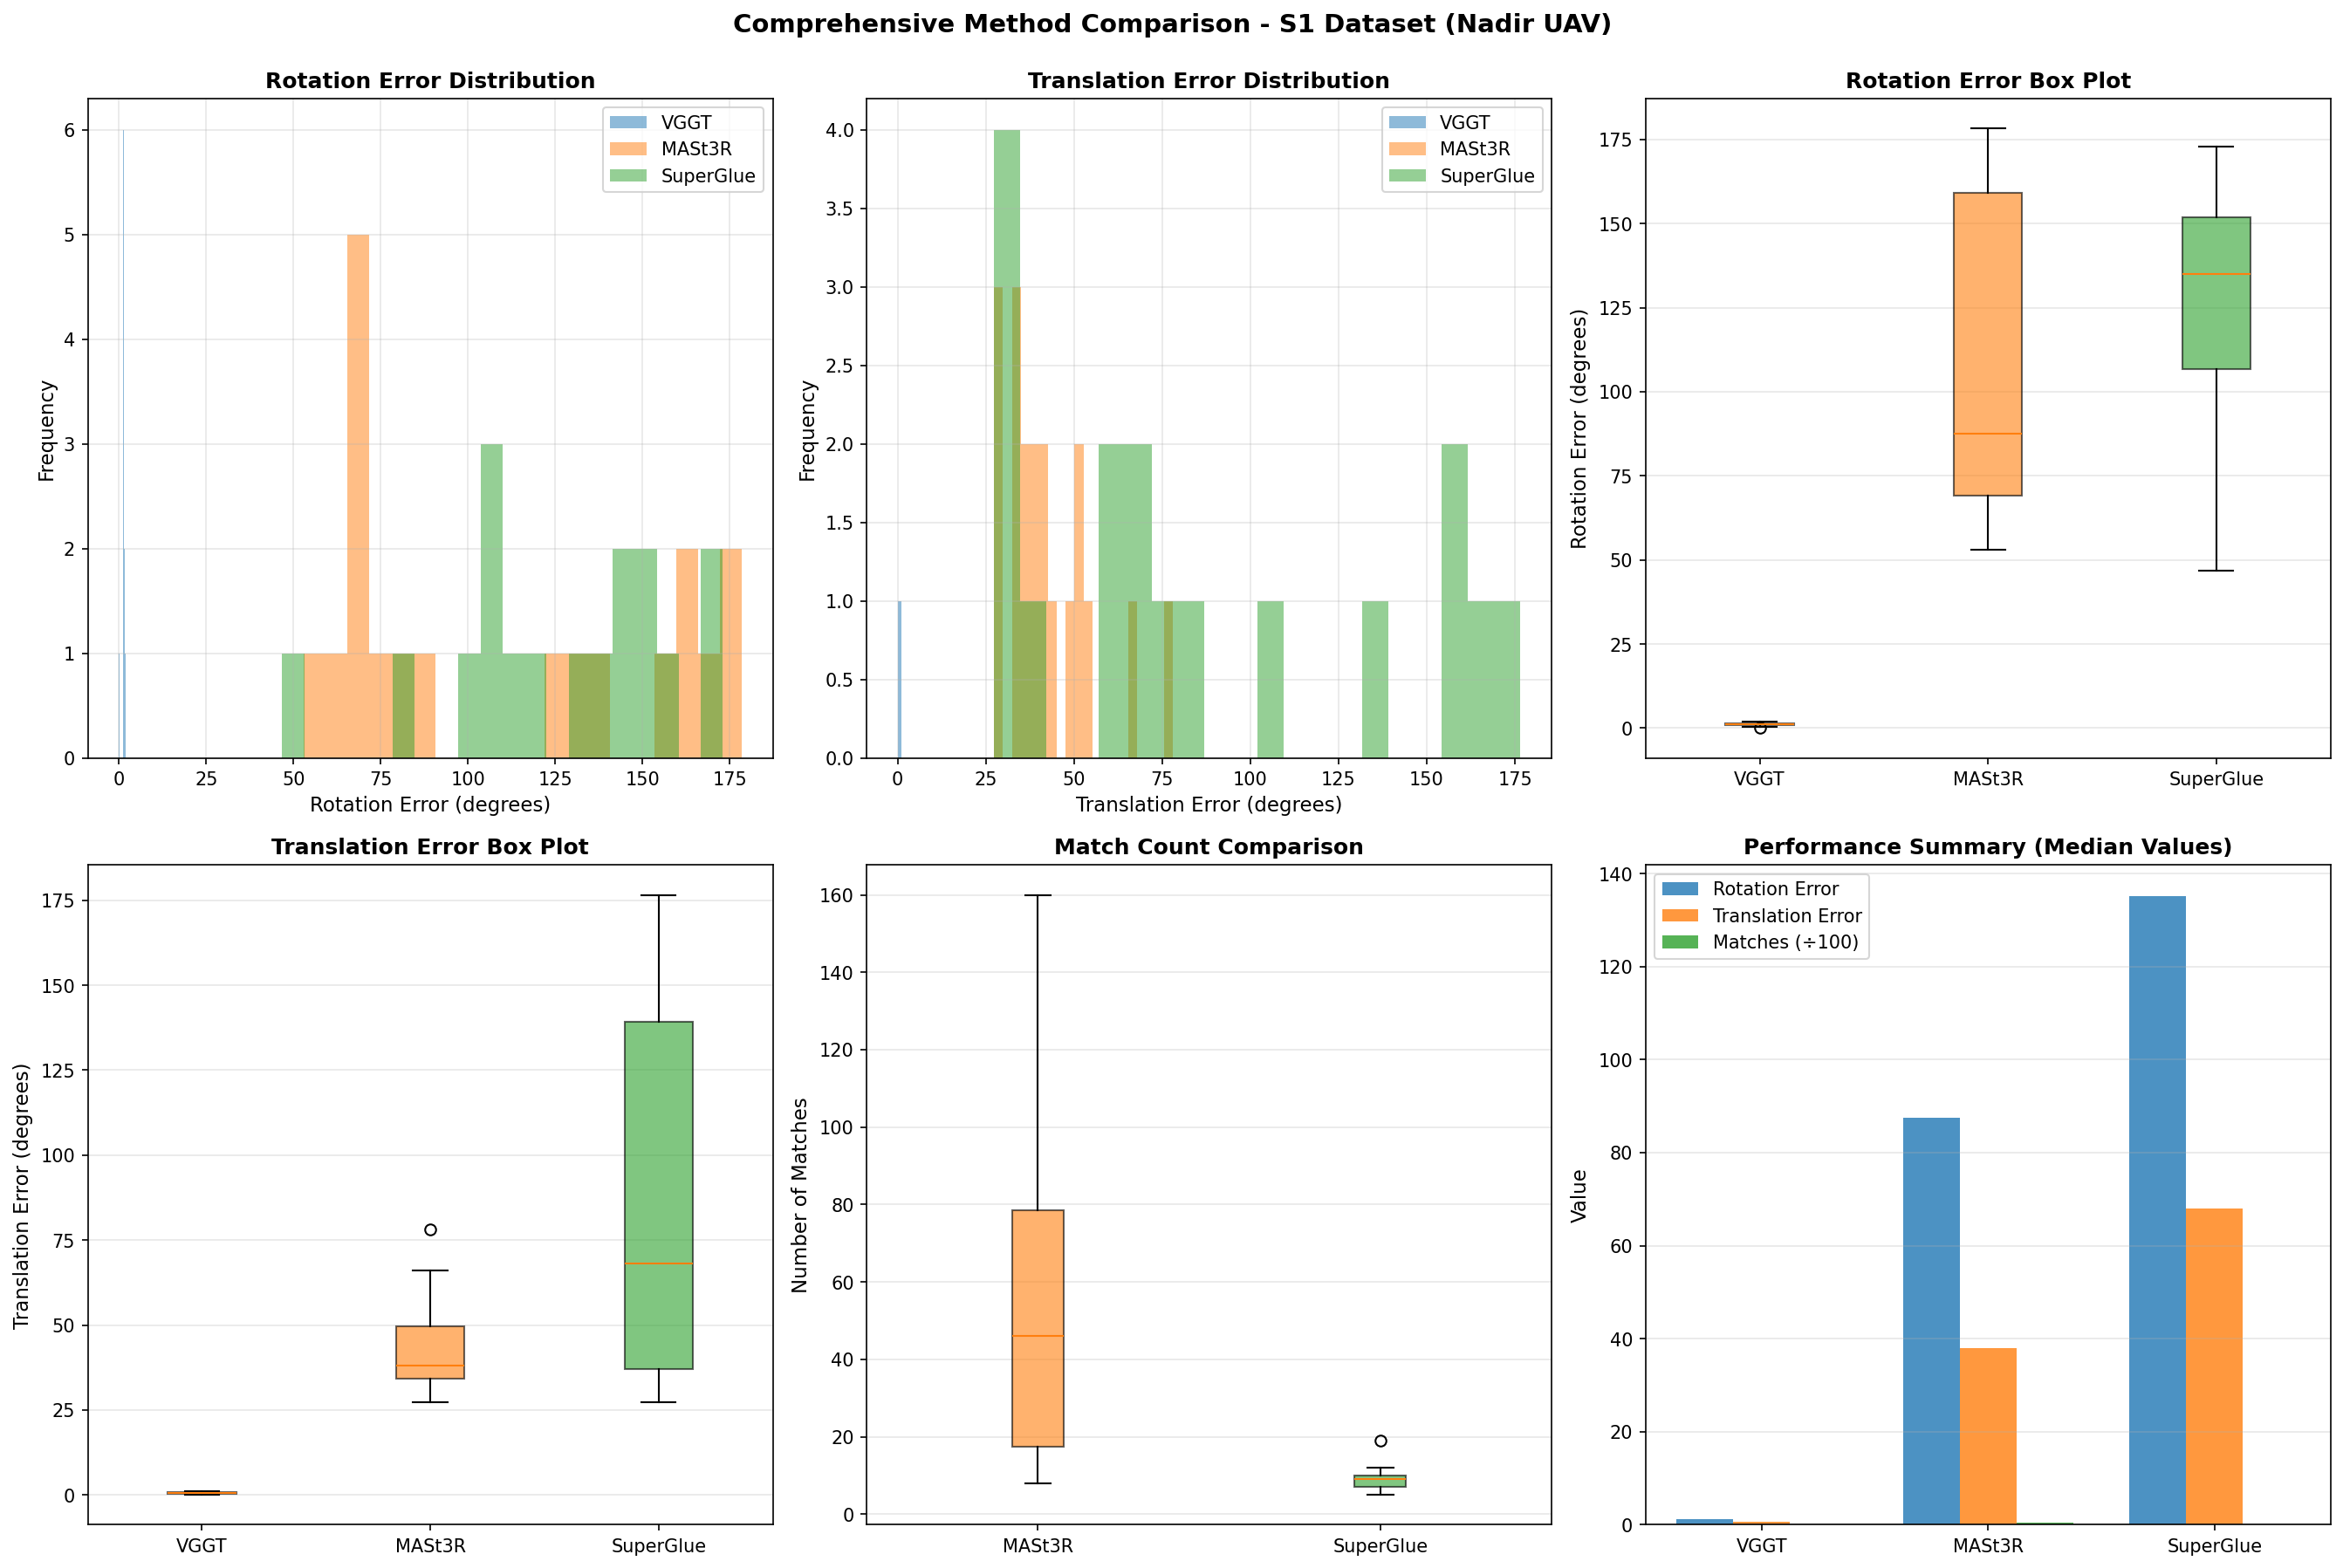 Comprehensive Method Comparison - S1 Dataset (Nadir UAV)
Rotation Error Distribution
Frequency
6
5
4
3
2
1
0
VGGT
MASt3R
SuperGlue
0 25 50 75 100 125 150 175
Rotation Error (degrees)
Translation Error Distribution
Frequency
4.0
3.5
3.0
2.5
2.0
1.5
1.0
0.5
0.0
VGGT
MASt3R
SuperGlue
0 25 50 75 100 125 150 175
Translation Error (degrees)
Rotation Error Box Plot
Rotation Error (degrees)
175
150
125
100
75
50
25
0
VGGT MASt3R SuperGlue
Translation Error Box Plot
Translation Error (degrees)
175
150
125
100
75
50
25
0
VGGT MASt3R SuperGlue
Match Count Comparison
Number of Matches
160
140
120
100
80
60
40
20
0
MASt3R SuperGlue
Performance Summary (Median Values)
Value
140
120
100
80
60
40
20
0
Rotation Error
Translation Error
Matches (÷100)
VGGT MASt3R SuperGlue